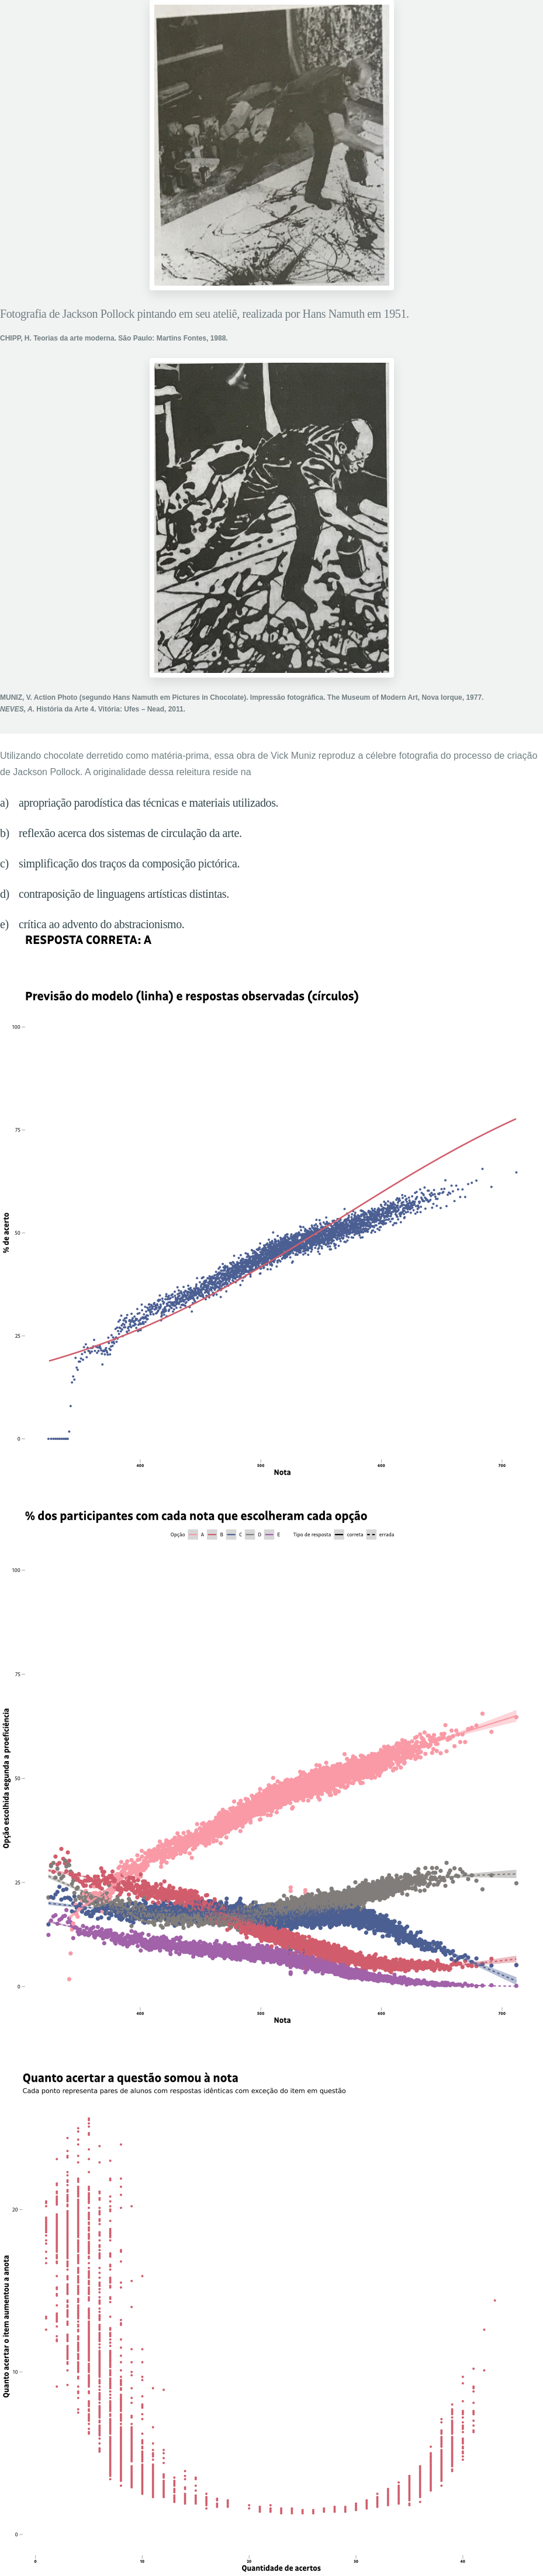 Fotografia de Jackson Pollock pintando em seu ateliê, realizada por Hans Namuth em 1951.
CHIPP, H. Teorias da arte moderna. São Paulo: Martins Fontes, 1988.
MUNIZ, V. Action Photo (segundo Hans Namuth em Pictures in Chocolate). Impressão fotográfica. The Museum of Modern Art, Nova Iorque, 1977.
NEVES, A. História da Arte 4. Vitória: Ufes – Nead, 2011.
Utilizando chocolate derretido como matéria-prima, essa obra de Vick Muniz reproduz a célebre fotografia do processo de criação
de Jackson Pollock. A originalidade dessa releitura reside na
a) apropriação parodística das técnicas e materiais utilizados.
b) reflexão acerca dos sistemas de circulação da arte.
c) simplificação dos traços da composição pictórica.
d) contraposição de linguagens artísticas distintas.
e) crítica ao advento do abstracionismo.
RESPOSTA CORRETA: A
Previsão do modelo (linha) e respostas observadas (círculos)
100
75
% de acerto
50
25
0
400 500 600 700
Nota
% dos participantes com cada nota que escolheram cada opção
Opção A B C D E Tipo de resposta correta errada
100
75
Opção escolhida segundo a proeficiência
50
25
0
400 500 600 700
Nota
Quanto acertar a questão somou à nota
Cada ponto representa pares de alunos com respostas idênticas com exceção do item em questão
20
Quanto acertar o item aumentou a anota
10
0
0 10 20 30 40
Quantidade de acertos